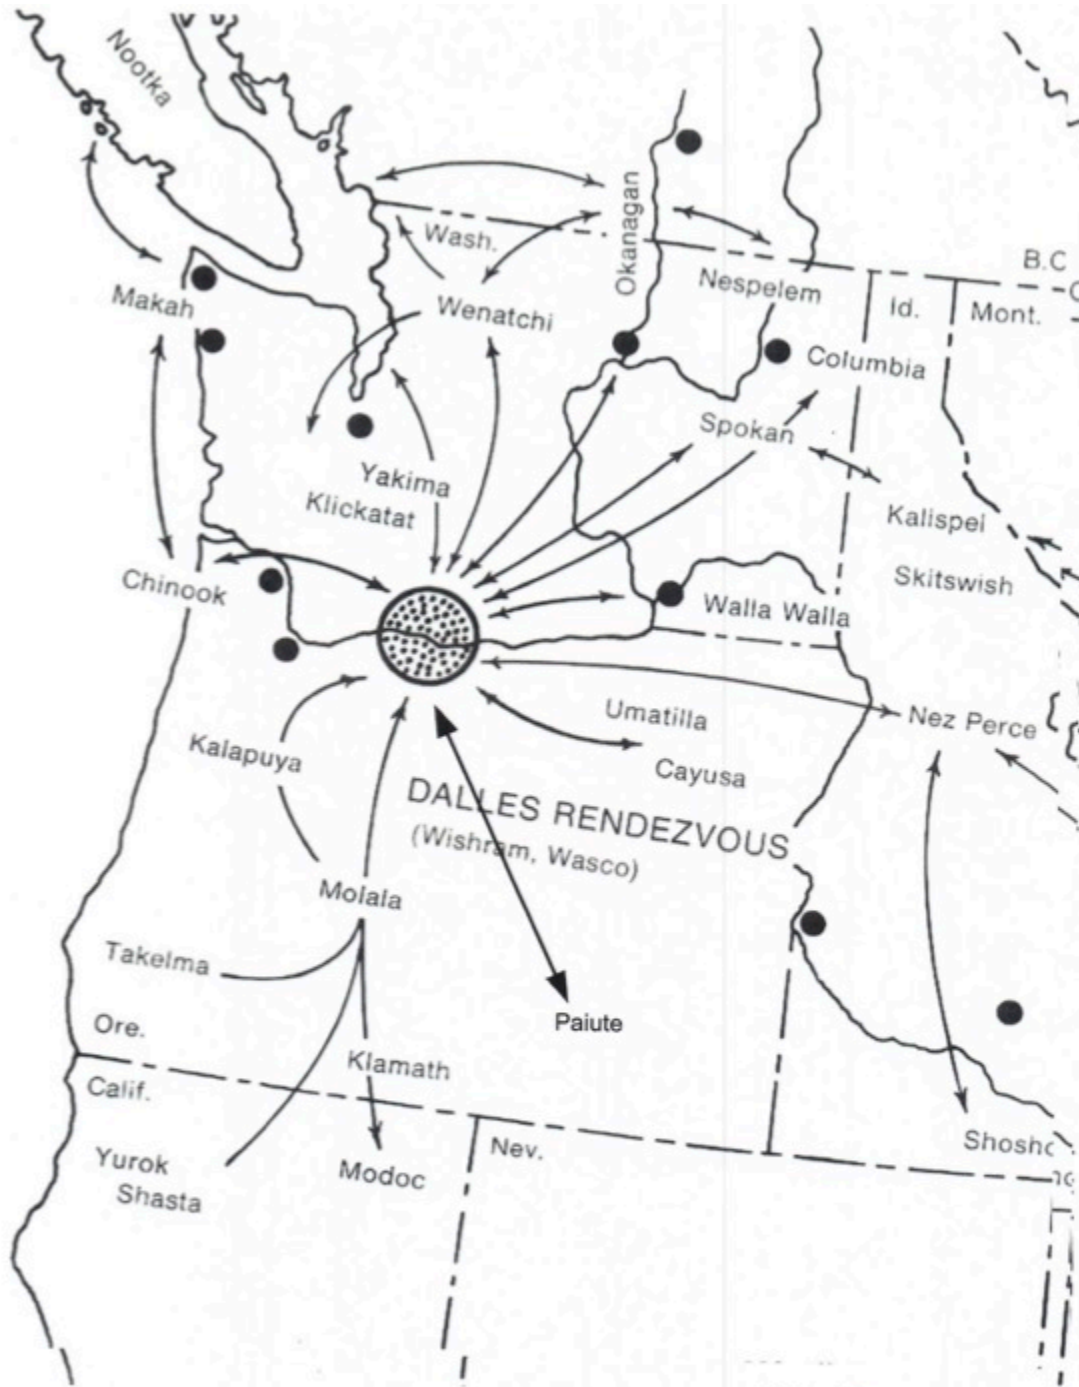 Nootka
Okanagan
Wash.
B.C
Makah
Wenatchi
Nespelem
Id.
Mont.
Columbia
Spokan
Yakima
Klickatat
Kalispel
Skitswish
Chinook
Walla Walla
Umatilla
Nez Perce
Kalapuya
Cayusa
DALLES RENDEZVOUS
(Wishram, Wasco)
Molala
Takelma
Paiute
Ore.
Klamath
Calif.
Nev.
Shosho
Yurok
Shasta
Modoc